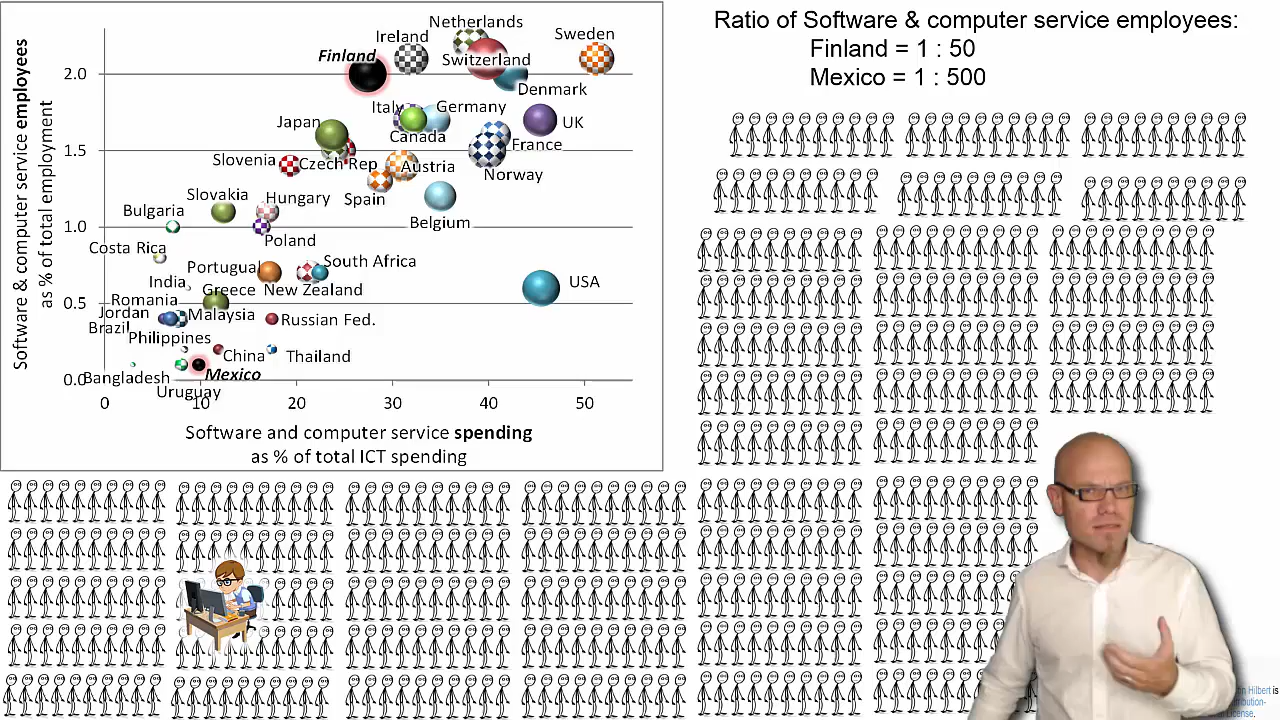 Ratio of Software & computer service employees:
Finland = 1 : 50
Mexico = 1 : 500
Software & computer service employees
as % of total employment
2.0
1.5
1.0
0.5
0.0
Netherlands
Ireland
Sweden
Finland
Switzerland
Denmark
Italy
Germany
Japan
Canada
UK
France
Slovenia
Czech Rep
Austria
Norway
Spain
Slovakia
Hungary
Bulgaria
Belgium
Poland
Costa Rica
Portugual
South Africa
India
Greece
New Zealand
USA
Romania
Jordan
Malaysia
Russian Fed.
Brazil
Philippines
China
Thailand
Bangladesh
Mexico
Uruguay
0
10
20
30
40
50
Software and computer service spending
as % of total ICT spending
Hilbert is
License.